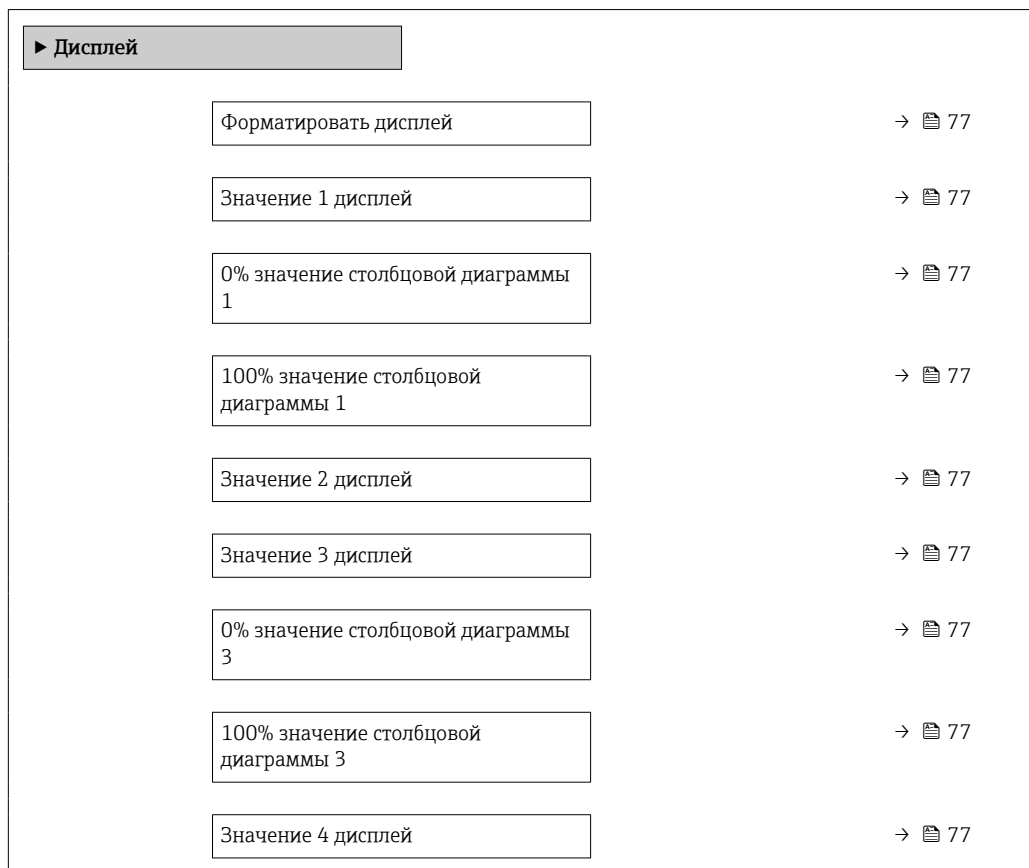 ▶ Дисплей
Форматировать дисплей → 77
Значение 1 дисплей → 77
0% значение столбцовой диаграммы → 77
1
100% значение столбцовой → 77
диаграммы 1
Значение 2 дисплей → 77
Значение 3 дисплей → 77
0% значение столбцовой диаграммы → 77
3
100% значение столбцовой → 77
диаграммы 3
Значение 4 дисплей → 77